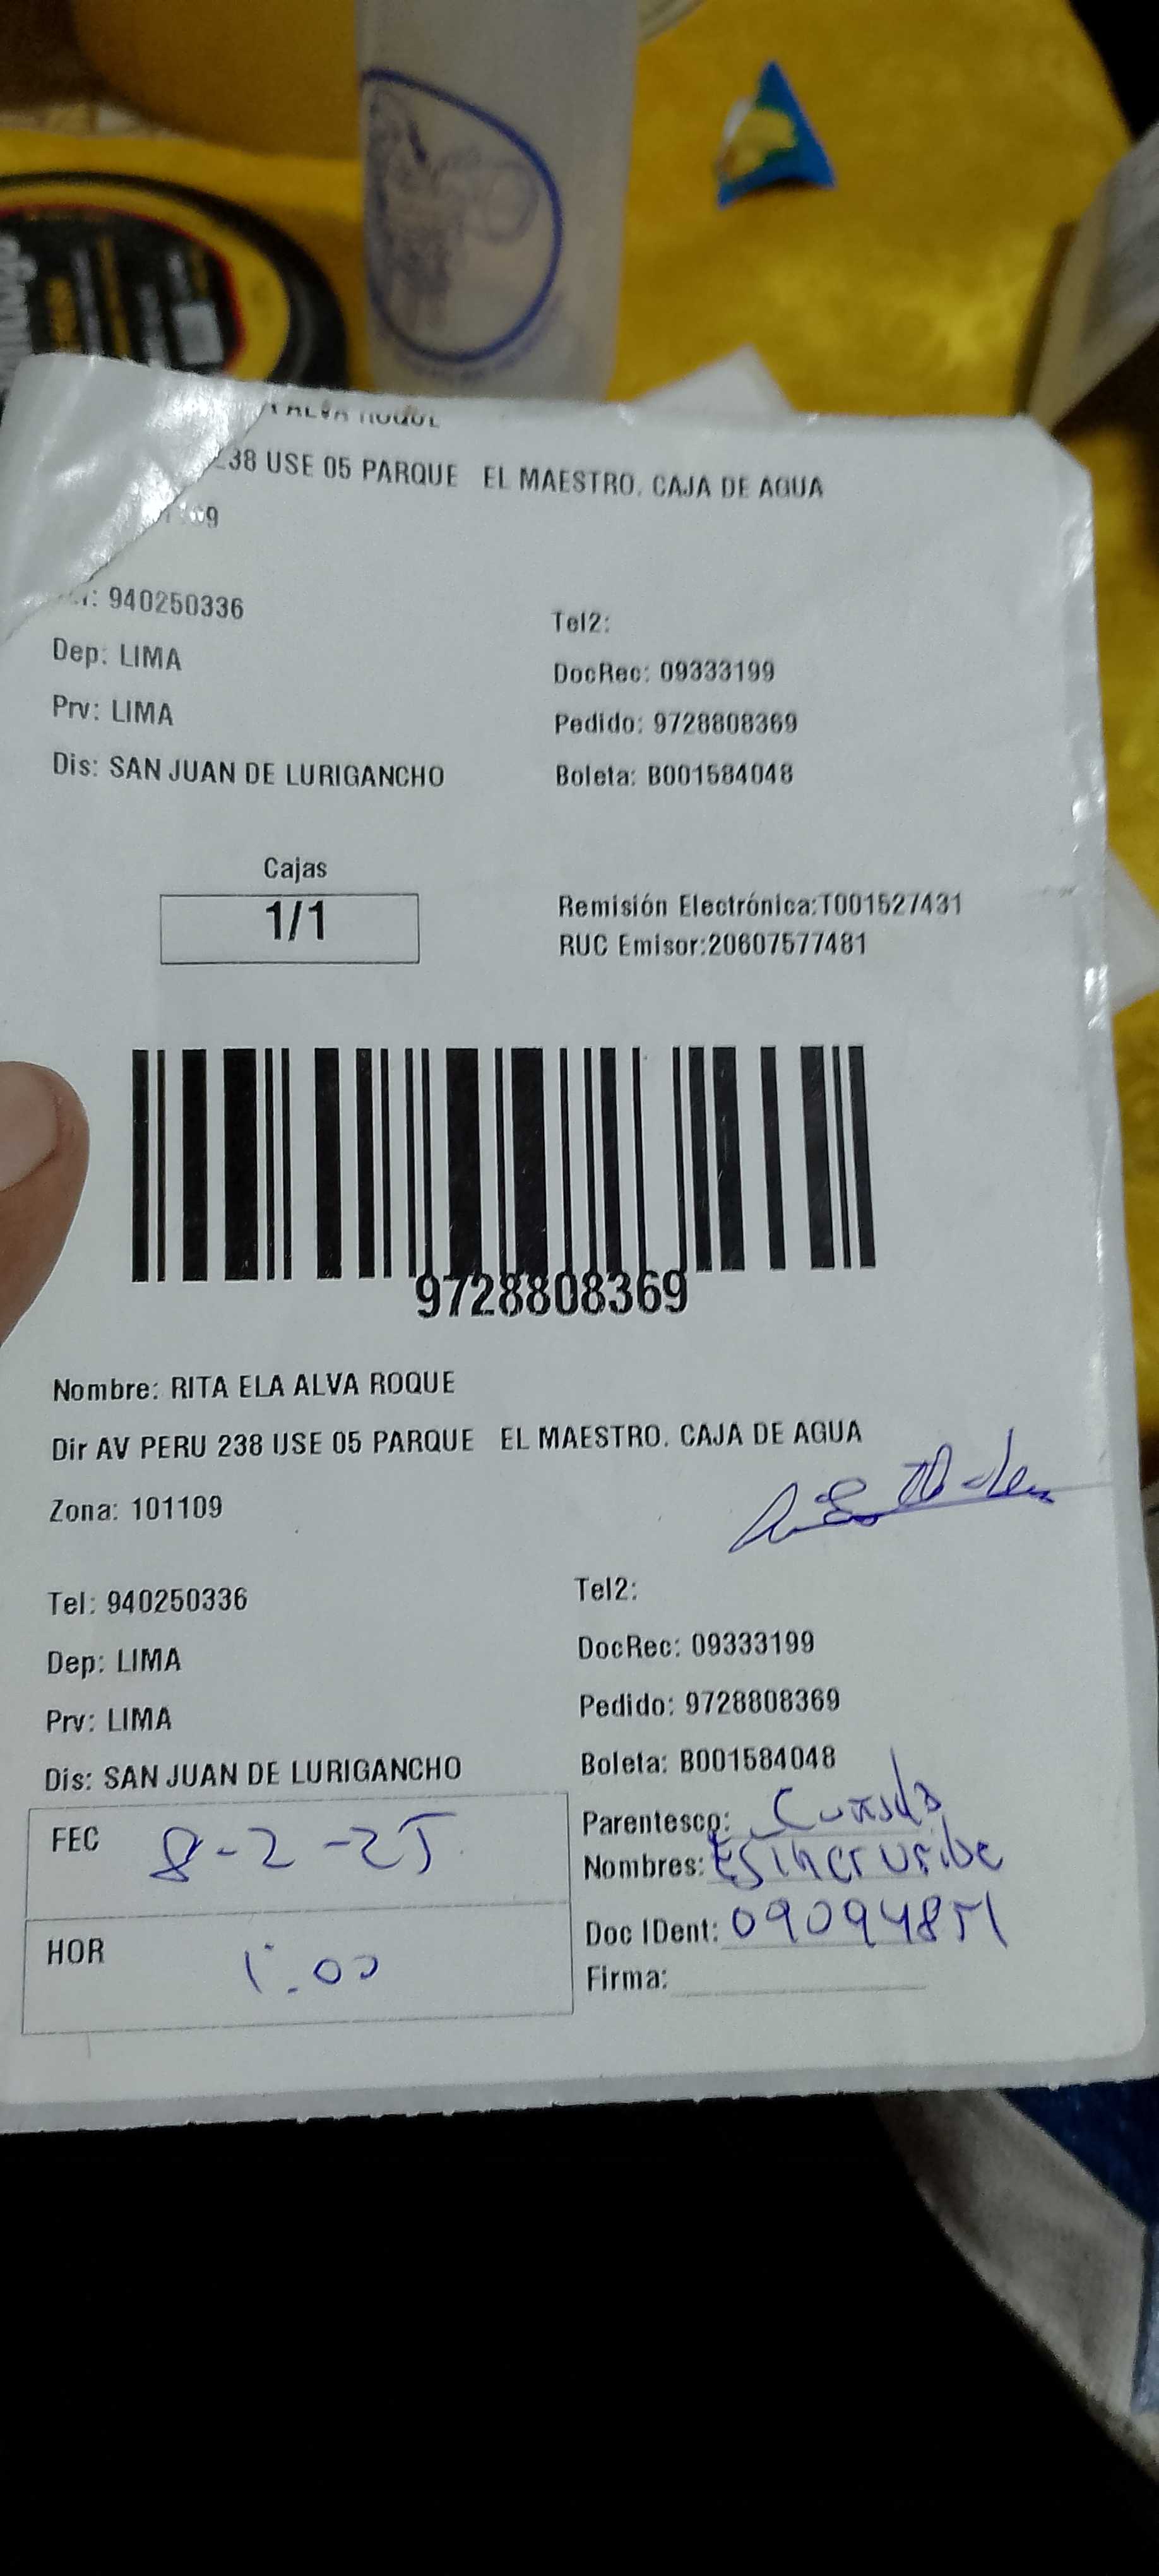 ALVA ROQUE
238 USE 05 PARQUE EL MAESTRO. CAJA DE AGUA
: 940250336
Tel2:
Dep: LIMA
DocRec: 09333199
Prv: LIMA
Pedido: 9728808369
Dis: SAN JUAN DE LURIGANCHO
Boleta: B001584048
Cajas
1/1
Remisión Electrónica:T001527431
RUC Emisor:20607577481
9728808369
Nombre: RITA ELA ALVA ROQUE
Dir AV PERU 238 USE 05 PARQUE EL MAESTRO. CAJA DE AGUA
Zona: 101109
Tel: 940250336
Tel2:
Dep: LIMA
DocRec: 09333199
Prv: LIMA
Pedido: 9728808369
Dis: SAN JUAN DE LURIGANCHO
Boleta: B001584048
FEC 8-2-25
Parentesco:
Nombres:
HOR 1:00
Doc IDent:
Firma: